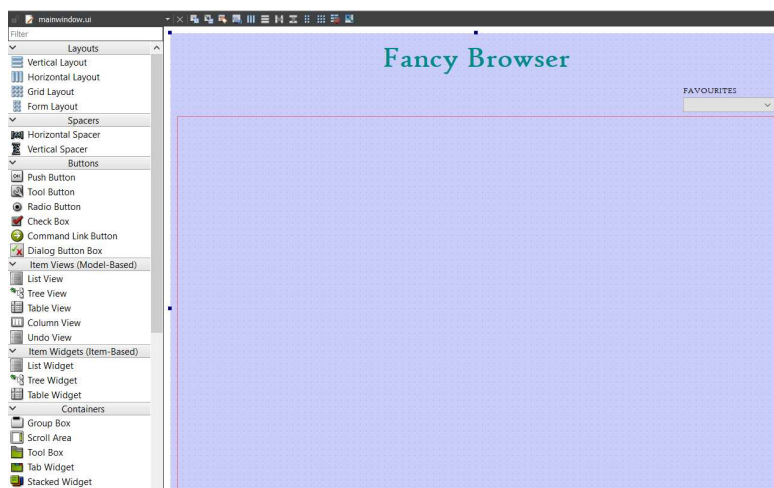 mainwindow.ui
Filter
Layouts
Vertical Layout
Horizontal Layout
Grid Layout
Form Layout
Spacers
Horizontal Spacer
Vertical Spacer
Buttons
OK
Push Button
Tool Button
Radio Button
Check Box
Command Link Button
Dialog Button Box
Item Views (Model-Based)
List View
Tree View
Table View
Column View
Undo View
Item Widgets (Item-Based)
List Widget
Tree Widget
Table Widget
Containers
Group Box
Scroll Area
Tool Box
Tab Widget
Stacked Widget
Fancy Browser
FAVOURITES